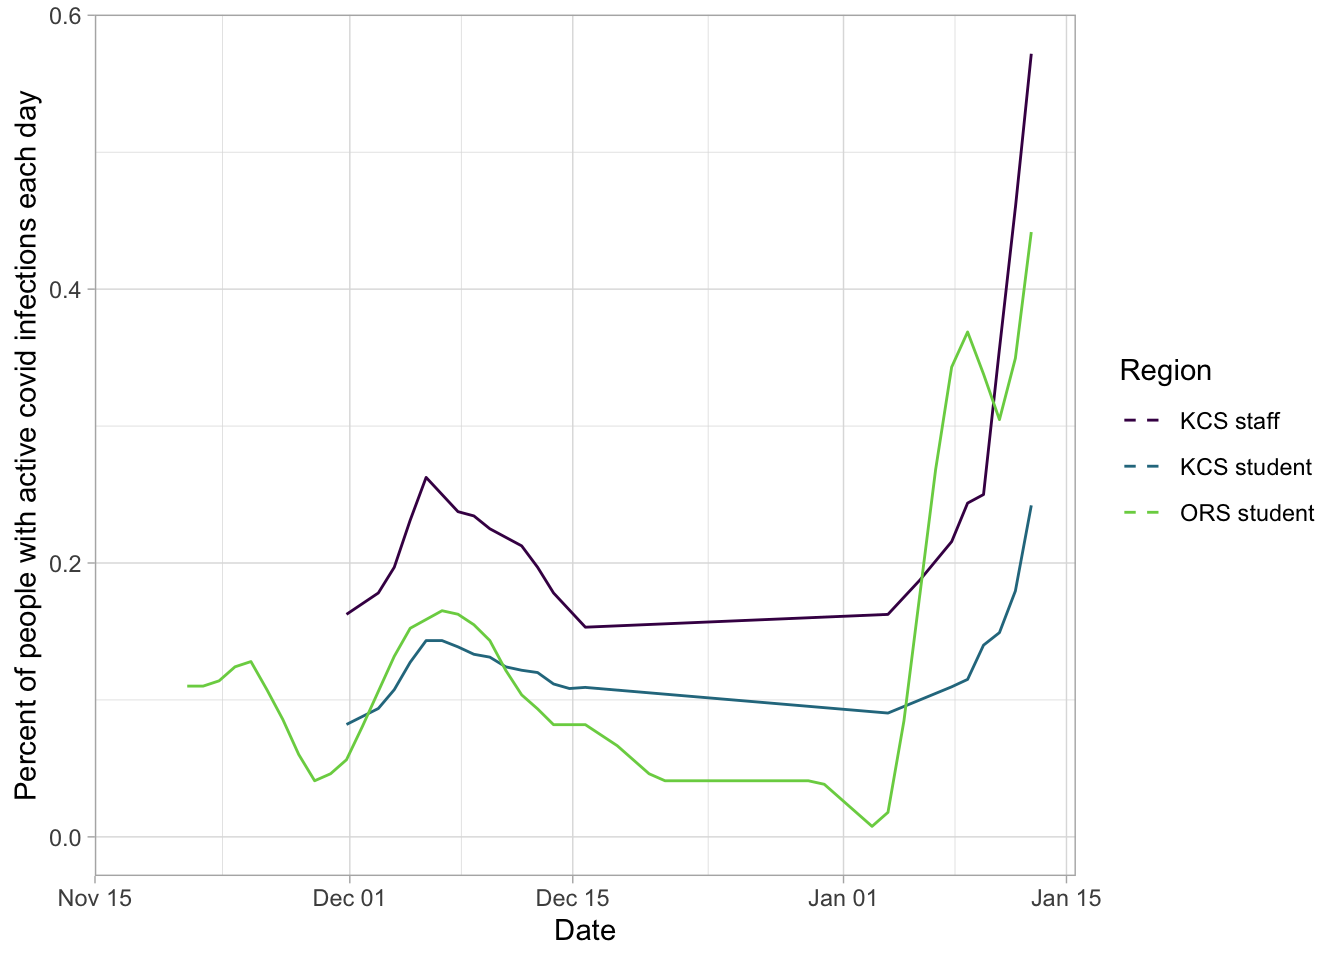 Percent of people with active covid infections each day
0.6
0.4
0.2
0.0
Nov 15
Dec 01
Dec 15
Jan 01
Jan 15
Date
Region
KCS staff
KCS student
ORS student